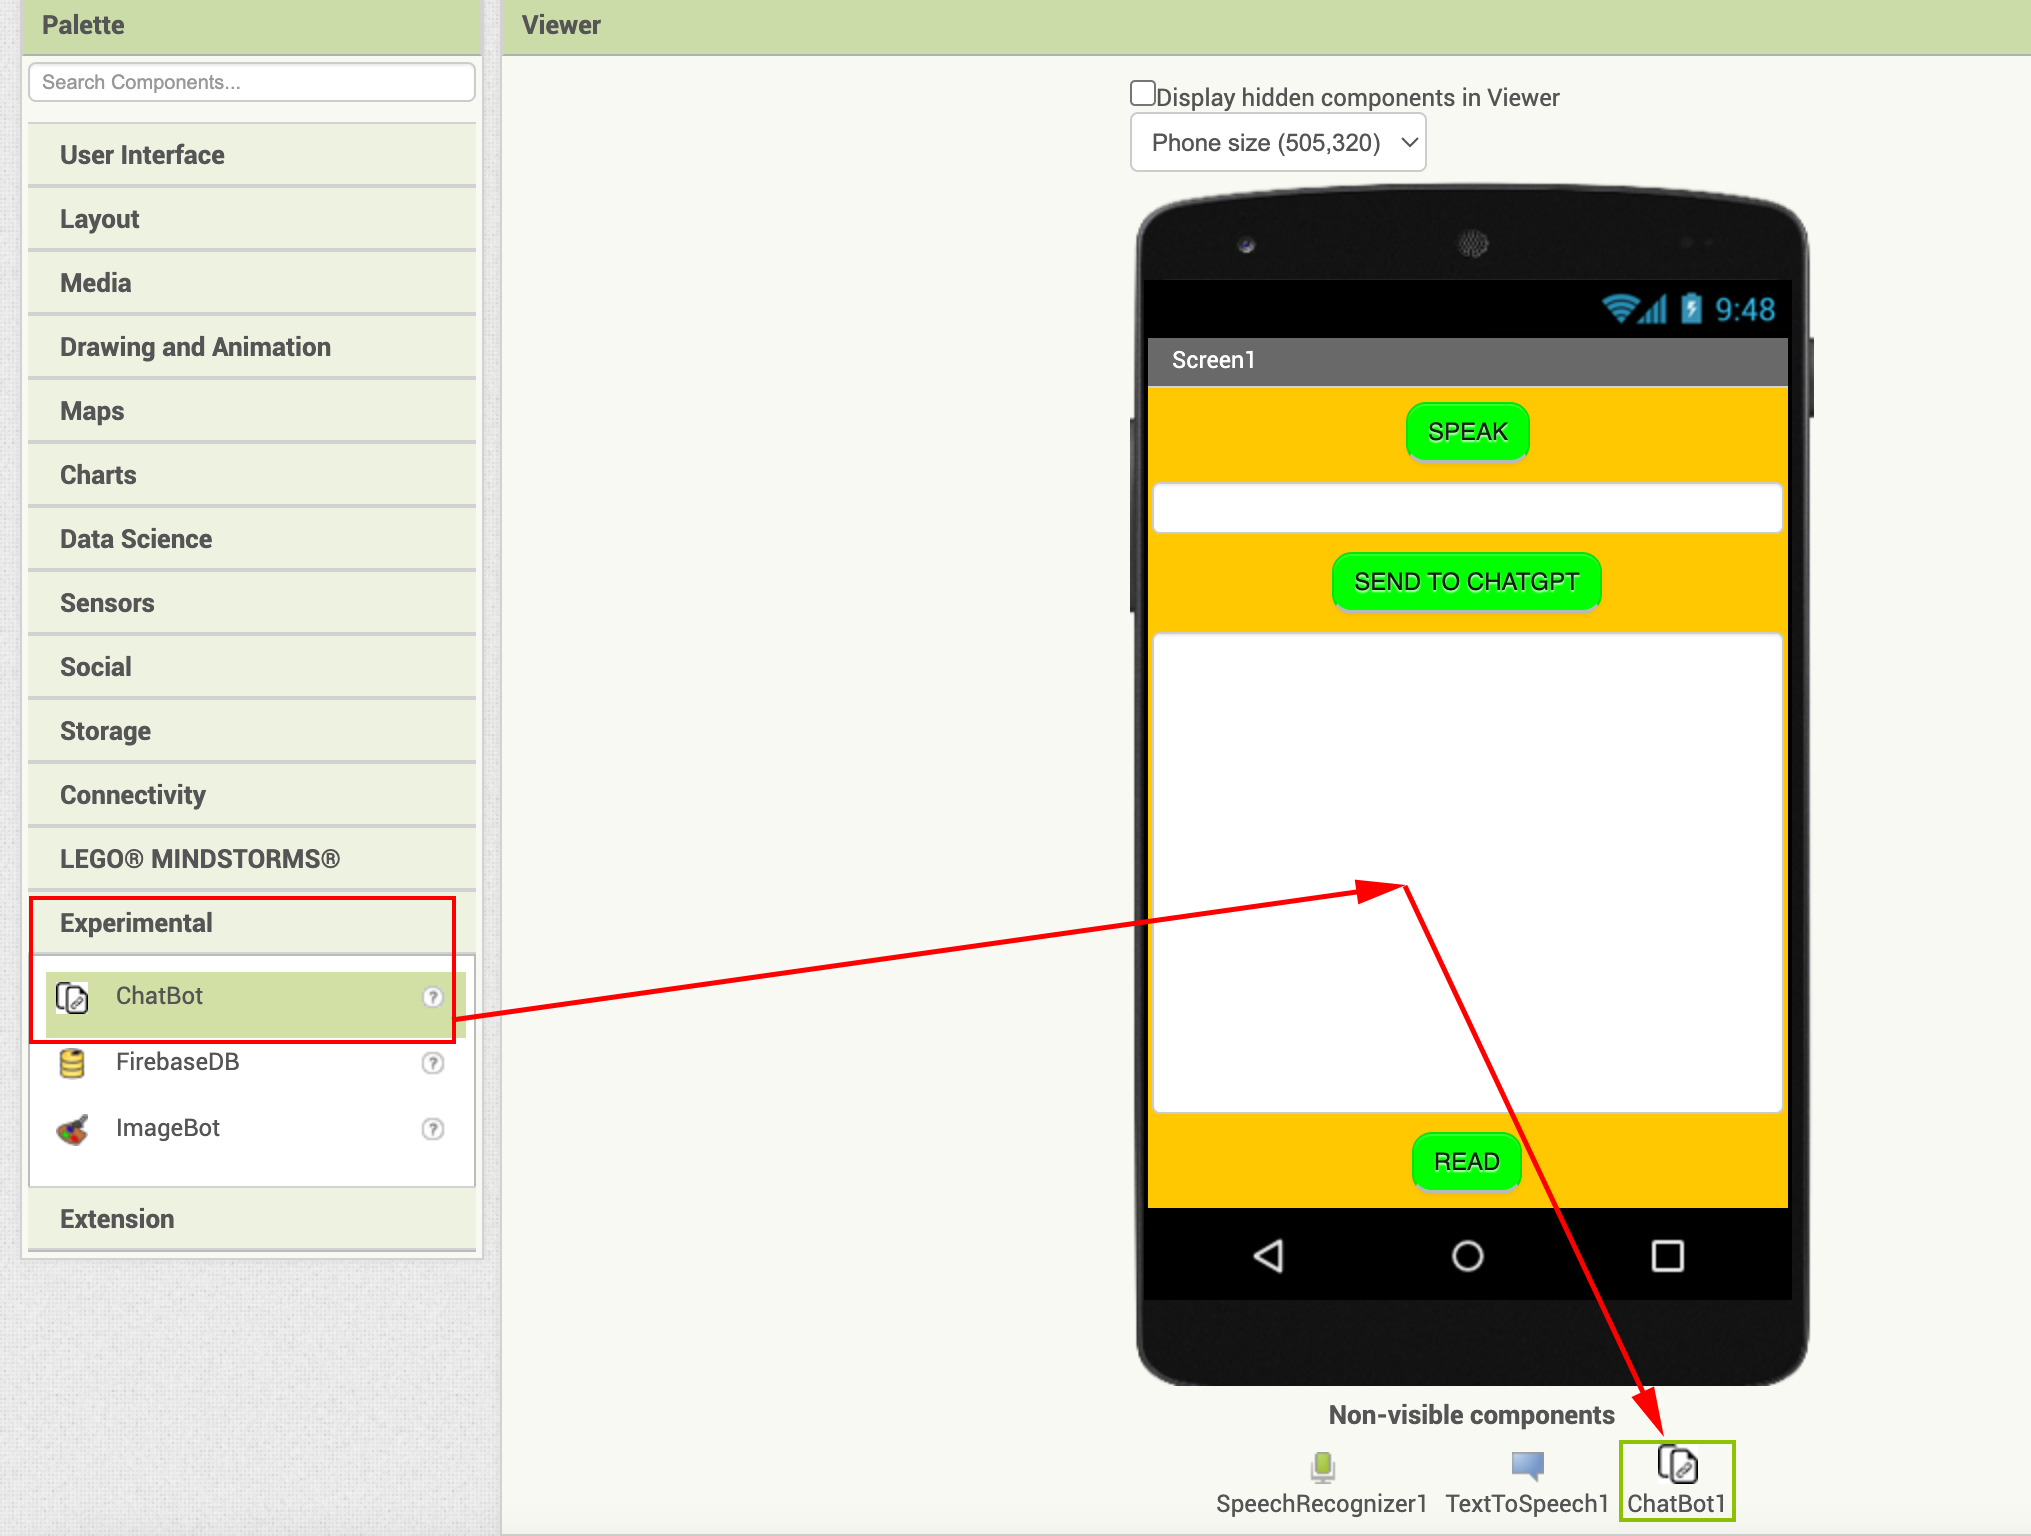 Palette
Search Components...
User Interface
Layout
Media
Drawing and Animation
Maps
Charts
Data Science
Sensors
Social
Storage
Connectivity
LEGO® MINDSTORMS®
Experimental
ChatBot ?
FirebaseDB ?
ImageBot ?
Extension
Viewer
Display hidden components in Viewer
Phone size (505,320)
9:48
Screen1
SPEAK
SEND TO CHATGPT
READ
Non-visible components
SpeechRecognizer1 TextToSpeech1 ChatBot1